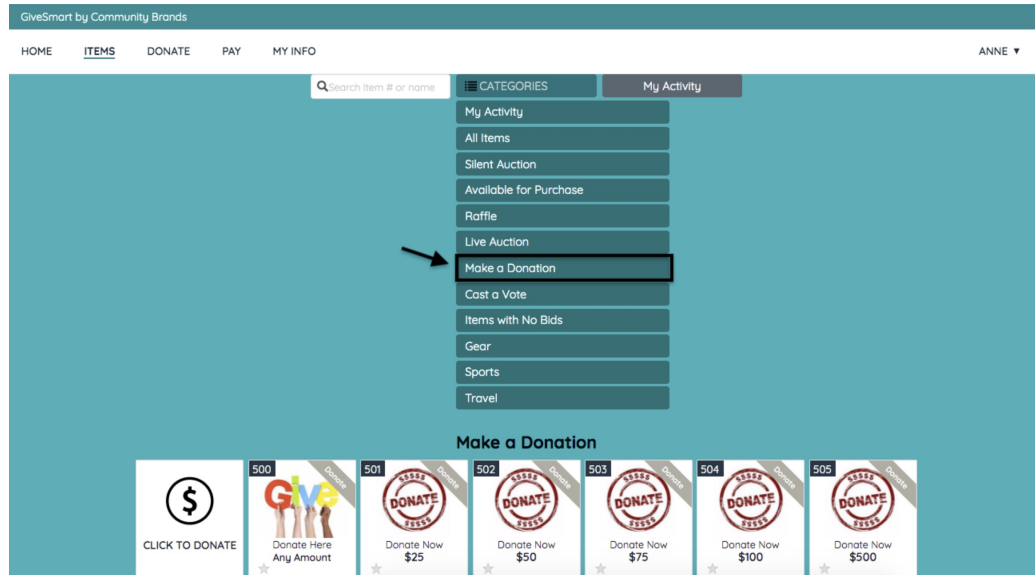 GiveSmart by Community Brands
HOME ITEMS DONATE PAY MY INFO ANNE ▼
Search Item # or name CATEGORIES My Activity
My Activity
All Items
Silent Auction
Available for Purchase
Raffle
Live Auction
Make a Donation
Cast a Vote
Items with No Bids
Gear
Sports
Travel
Make a Donation
500 Donate 501 Donate 502 Donate 503 Donate 504 Donate 505 Donate
$ Give $$$$$ $$$$$ $$$$$ $$$$$ $$$$$
DONATE DONATE DONATE DONATE DONATE
$$$$$ $$$$$ $$$$$ $$$$$ $$$$$
CLICK TO DONATE Donate Here Donate Now Donate Now Donate Now Donate Now Donate Now
Any Amount $25 $50 $75 $100 $500